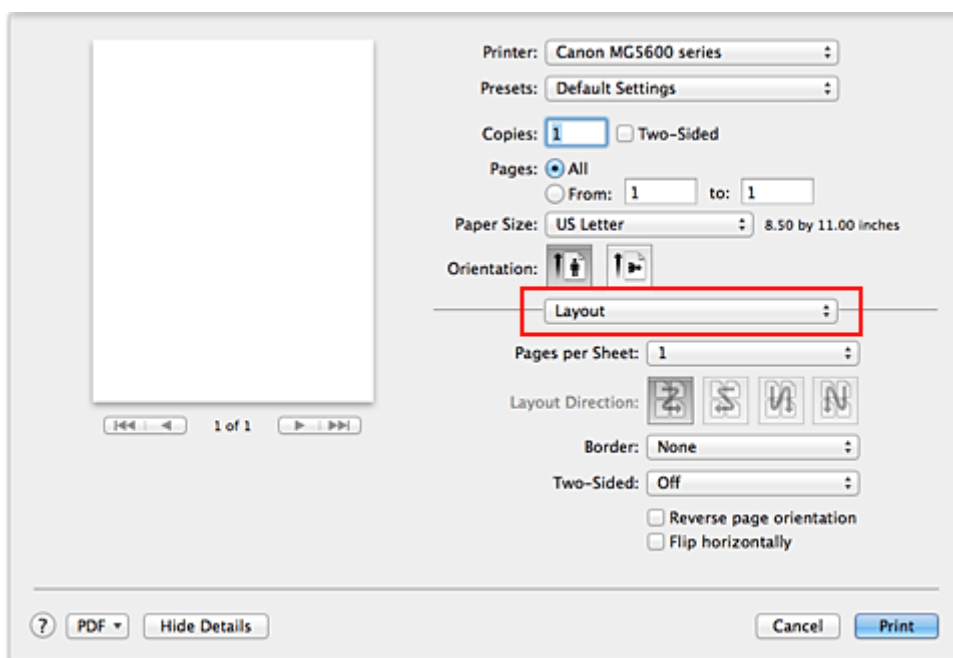 Printer: Canon MG5600 series
Presets: Default Settings
Copies: 1 Two-Sided
Pages: All
From: 1 to: 1
Paper Size: US Letter 8.50 by 11.00 inches
Orientation:
Layout
Pages per Sheet: 1
Layout Direction:
1 of 1
Border: None
Two-Sided: Off
Reverse page orientation
Flip horizontally
? PDF Hide Details Cancel Print